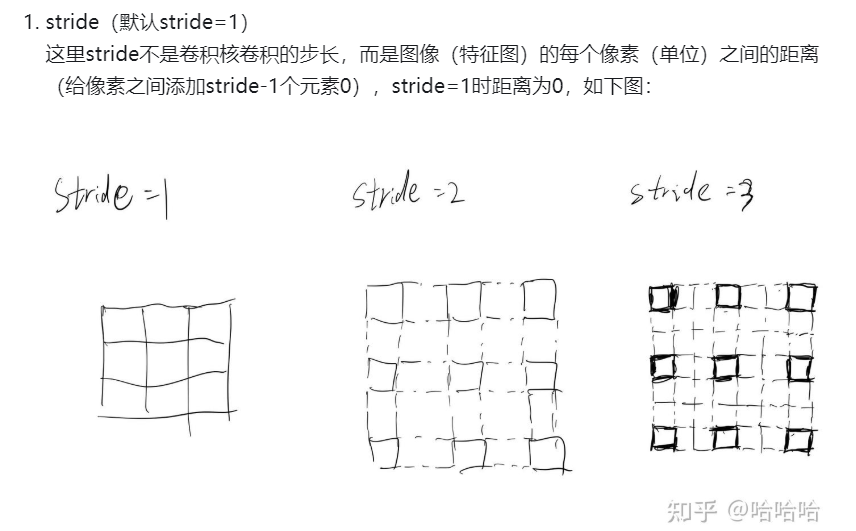 1. stride（默认stride=1）
这里stride不是卷积核卷积的步长，而是图像（特征图）的每个像素（单位）之间的距离
（给像素之间添加stride-1个元素0），stride=1时距离为0，如下图：
stride=1 stride=2 stride=3
知乎 @哈哈哈